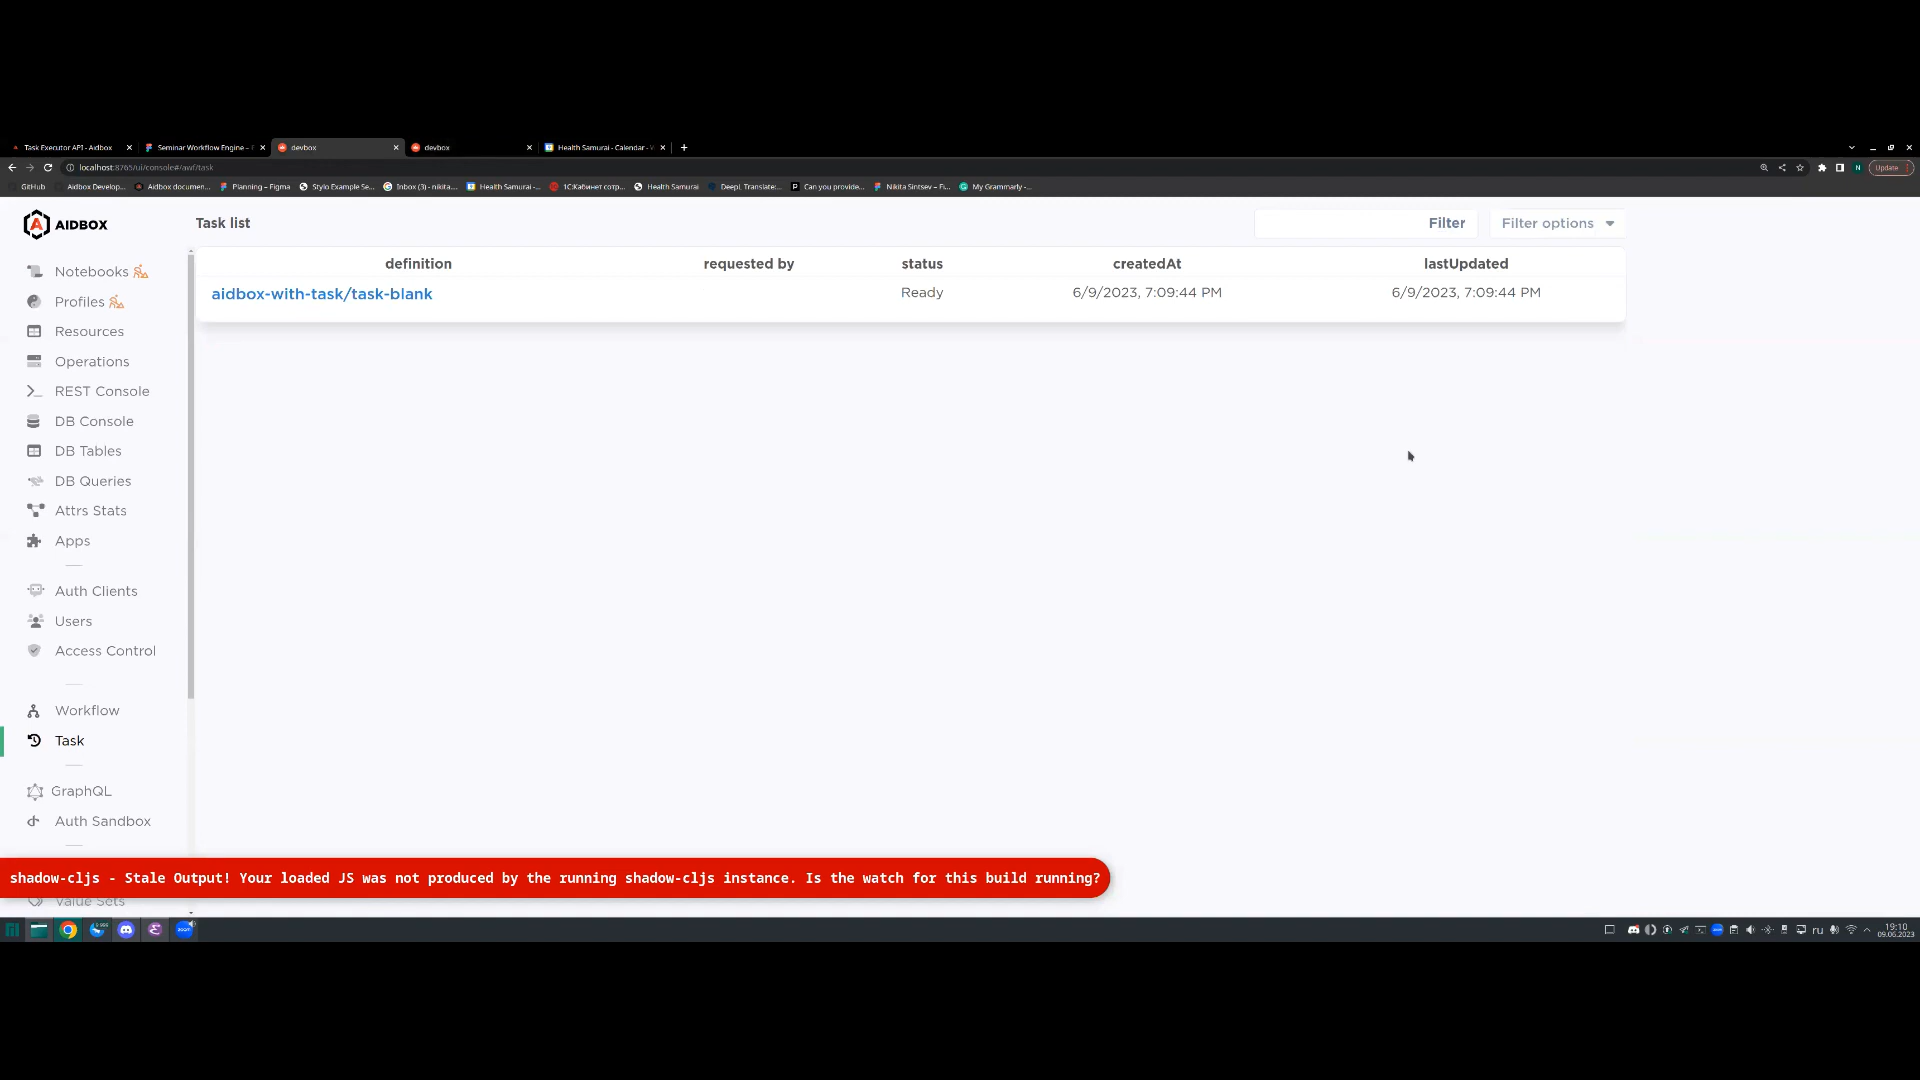 Task Executor API - Aidbox
Seminar Workflow Engine –
devbox
devbox
Health Samurai - Calendar -
localhost:8765/ui/console#/awf/task
Update
GitHub
Aidbox Develop...
Aidbox documen...
Planning – Figma
Stylo Example Se...
Inbox (3) - nikita....
Health Samurai -...
1С:Кабинет сотр...
Health Samurai
DeepL Translate:...
Can you provide...
Nikita Sintsev – Fi...
My Grammarly -...
AIDBOX
Task list
Filter
Filter options
Notebooks
Profiles
Resources
Operations
REST Console
DB Console
DB Tables
DB Queries
Attrs Stats
Apps
Auth Clients
Users
Access Control
Workflow
Task
GraphQL
Auth Sandbox
Value Sets
definition requested by status createdAt lastUpdated
aidbox-with-task/task-blank Ready 6/9/2023, 7:09:44 PM 6/9/2023, 7:09:44 PM
shadow-cljs - Stale Output! Your loaded JS was not produced by the running shadow-cljs instance. Is the watch for this build running?
zoom
ru
19:10
09.06.2023